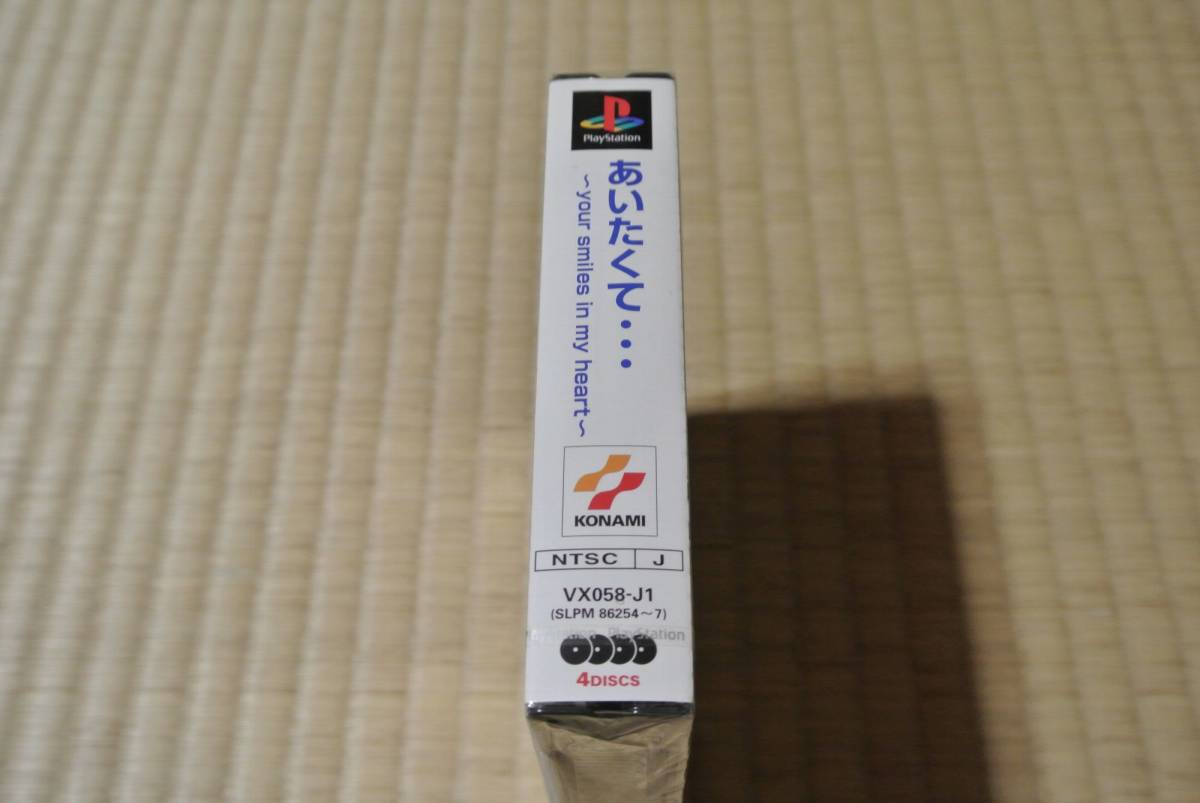 PlayStation
あいたくて・・・
～your smiles in my heart～
KONAMI
NTSC J
VX058-J1
(SLPM 86254～7)
PlayStation
4DISCS